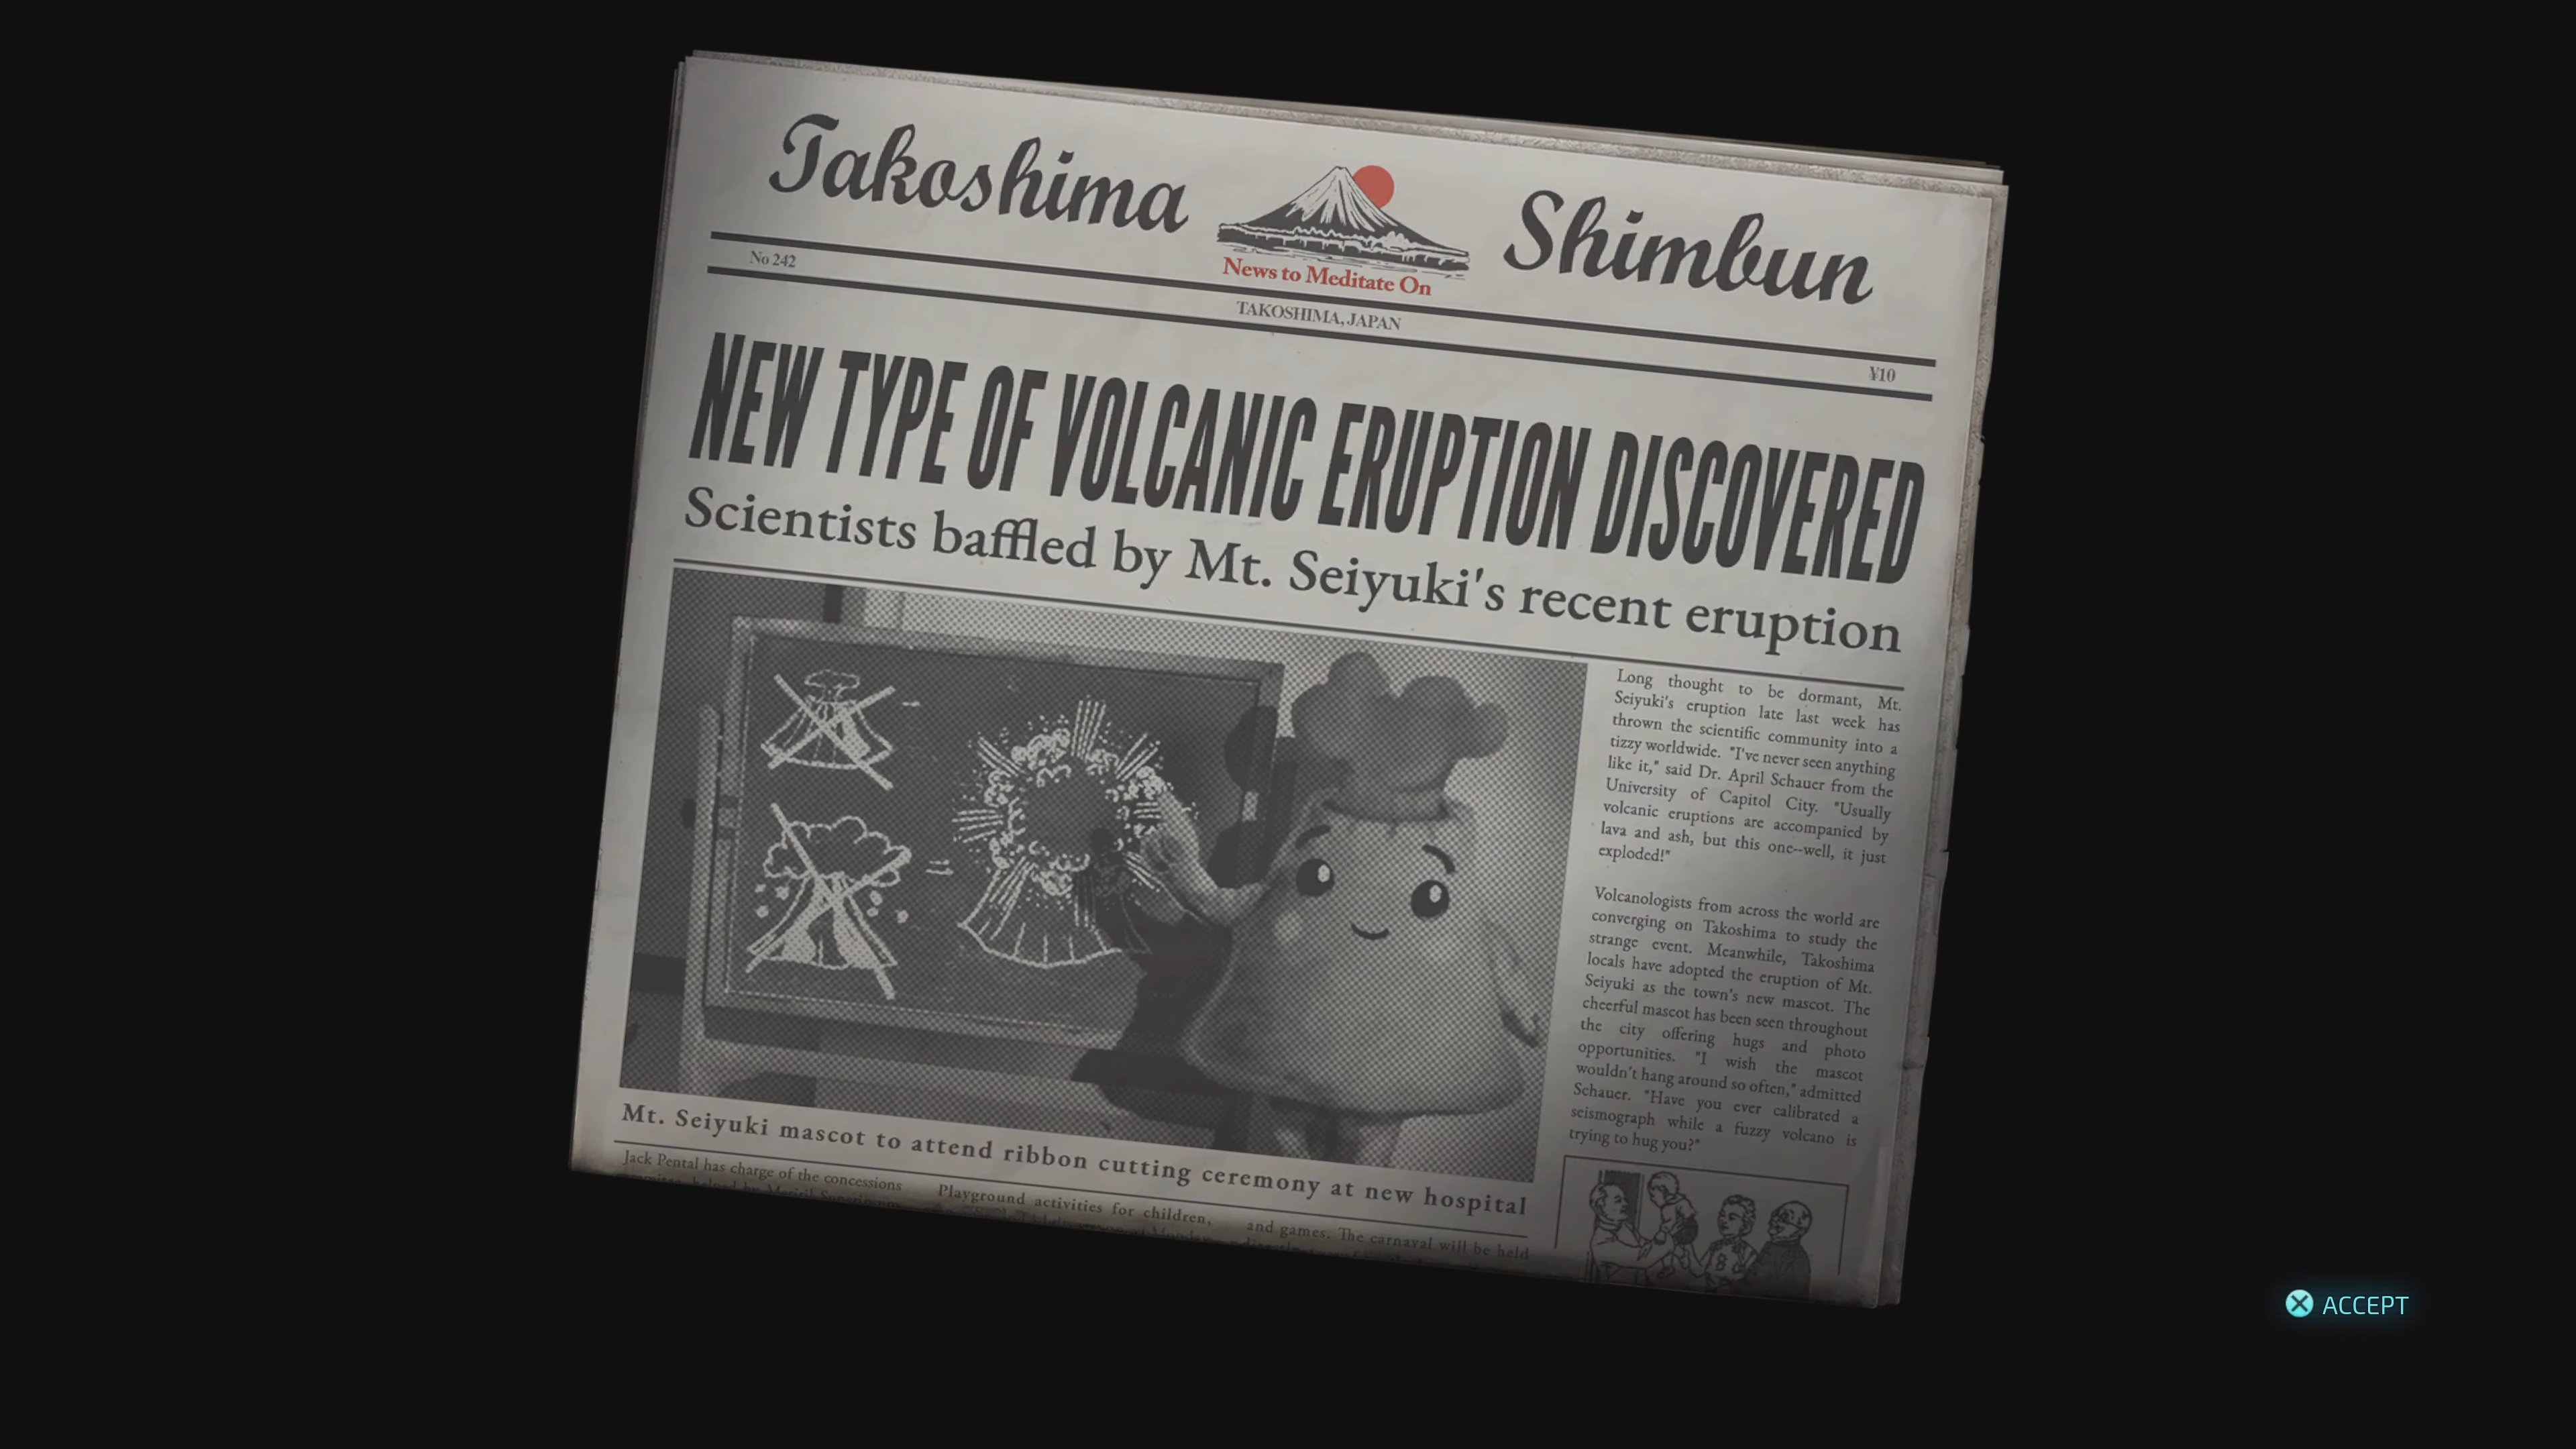 Takoshima Shimbun
News to Meditate On
No 242
TAKOSHIMA, JAPAN
¥10
NEW TYPE OF VOLCANIC ERUPTION DISCOVERED
Scientists baffled by Mt. Seiyuki's recent eruption
Long thought to be dormant, Mt.
Seiyuki's eruption late last week has
thrown the scientific community into a
tizzy worldwide. "I've never seen anything
like it," said Dr. April Schauer from the
University of Capitol City. "Usually
volcanic eruptions are accompanied by
lava and ash, but this one--well, it just
exploded!"
Volcanologists from across the world are
converging on Takoshima to study the
strange event. Meanwhile, Takoshima
locals have adopted the eruption of Mt.
Seiyuki as the town's new mascot. The
cheerful mascot has been seen throughout
the city offering hugs and photo
opportunities. "I wish the mascot
wouldn't hang around so often," admitted
Schauer. "Have you ever calibrated a
seismograph while a fuzzy volcano is
trying to hug you?"
Mt. Seiyuki mascot to attend ribbon cutting ceremony at new hospital
Jack Pental has charge of the concessions
helped by
Playground activities for children,
and games. The carnaval will be held
8
ACCEPT